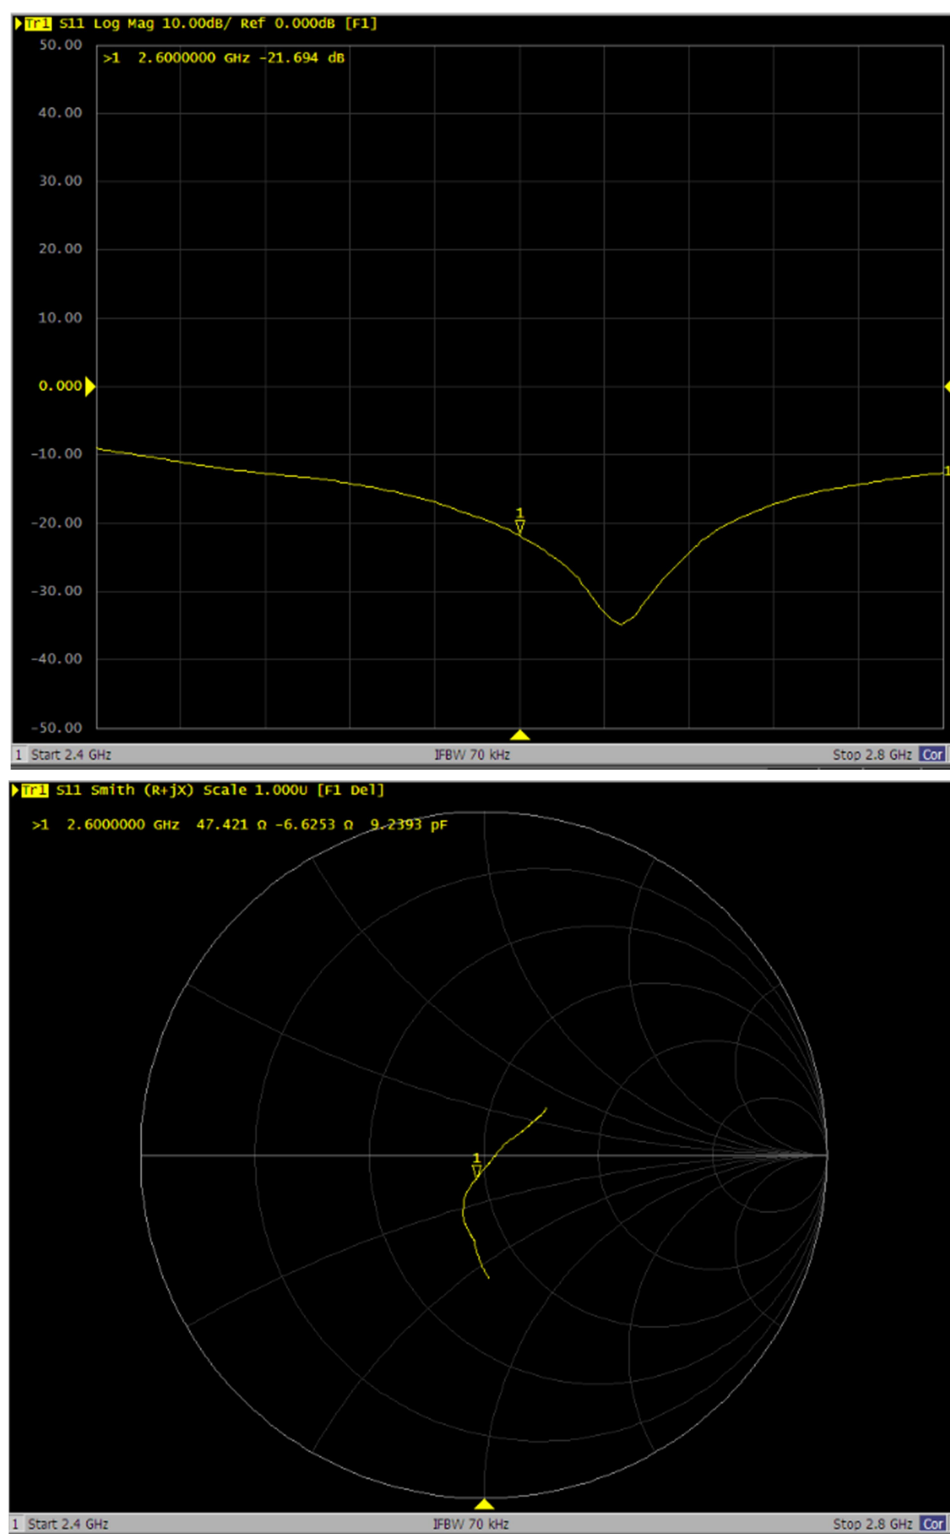 Tr1 S11 Log Mag 10.00dB/ Ref 0.000dB [F1]
50.00
>1 2.6000000 GHz -21.694 dB
40.00
30.00
20.00
10.00
0.000
-10.00
1
-20.00
1
-30.00
-40.00
-50.00
1 Start 2.4 GHz IFBW 70 kHz Stop 2.8 GHz Cor
Tr1 S11 Smith (R+jX) Scale 1.000U [F1 Del]
>1 2.6000000 GHz 47.421 Ω -6.6253 Ω 9.2393 pF
1
1 Start 2.4 GHz IFBW 70 kHz Stop 2.8 GHz Cor